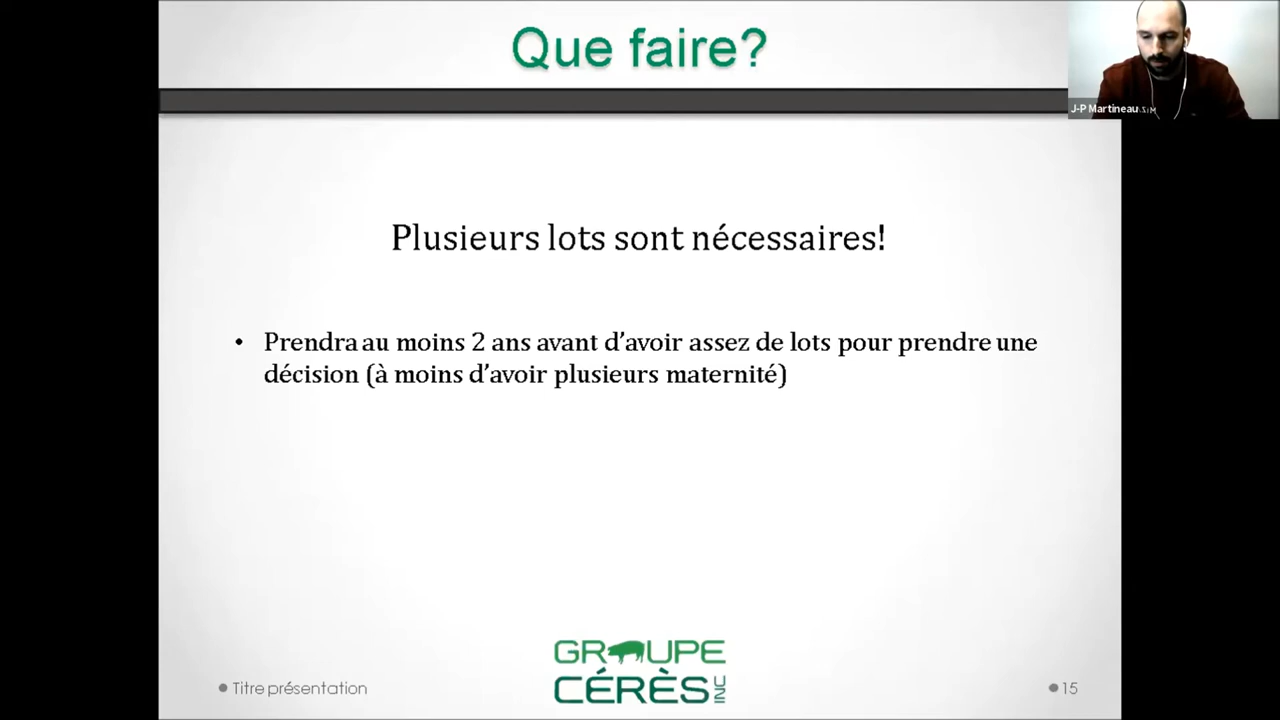 Que faire?
J-P Martineau
Plusieurs lots sont nécessaires!
• Prendra au moins 2 ans avant d’avoir assez de lots pour prendre une
décision (à moins d’avoir plusieurs maternité)
GROUPE
CÉRÈS INC
Titre présentation
15